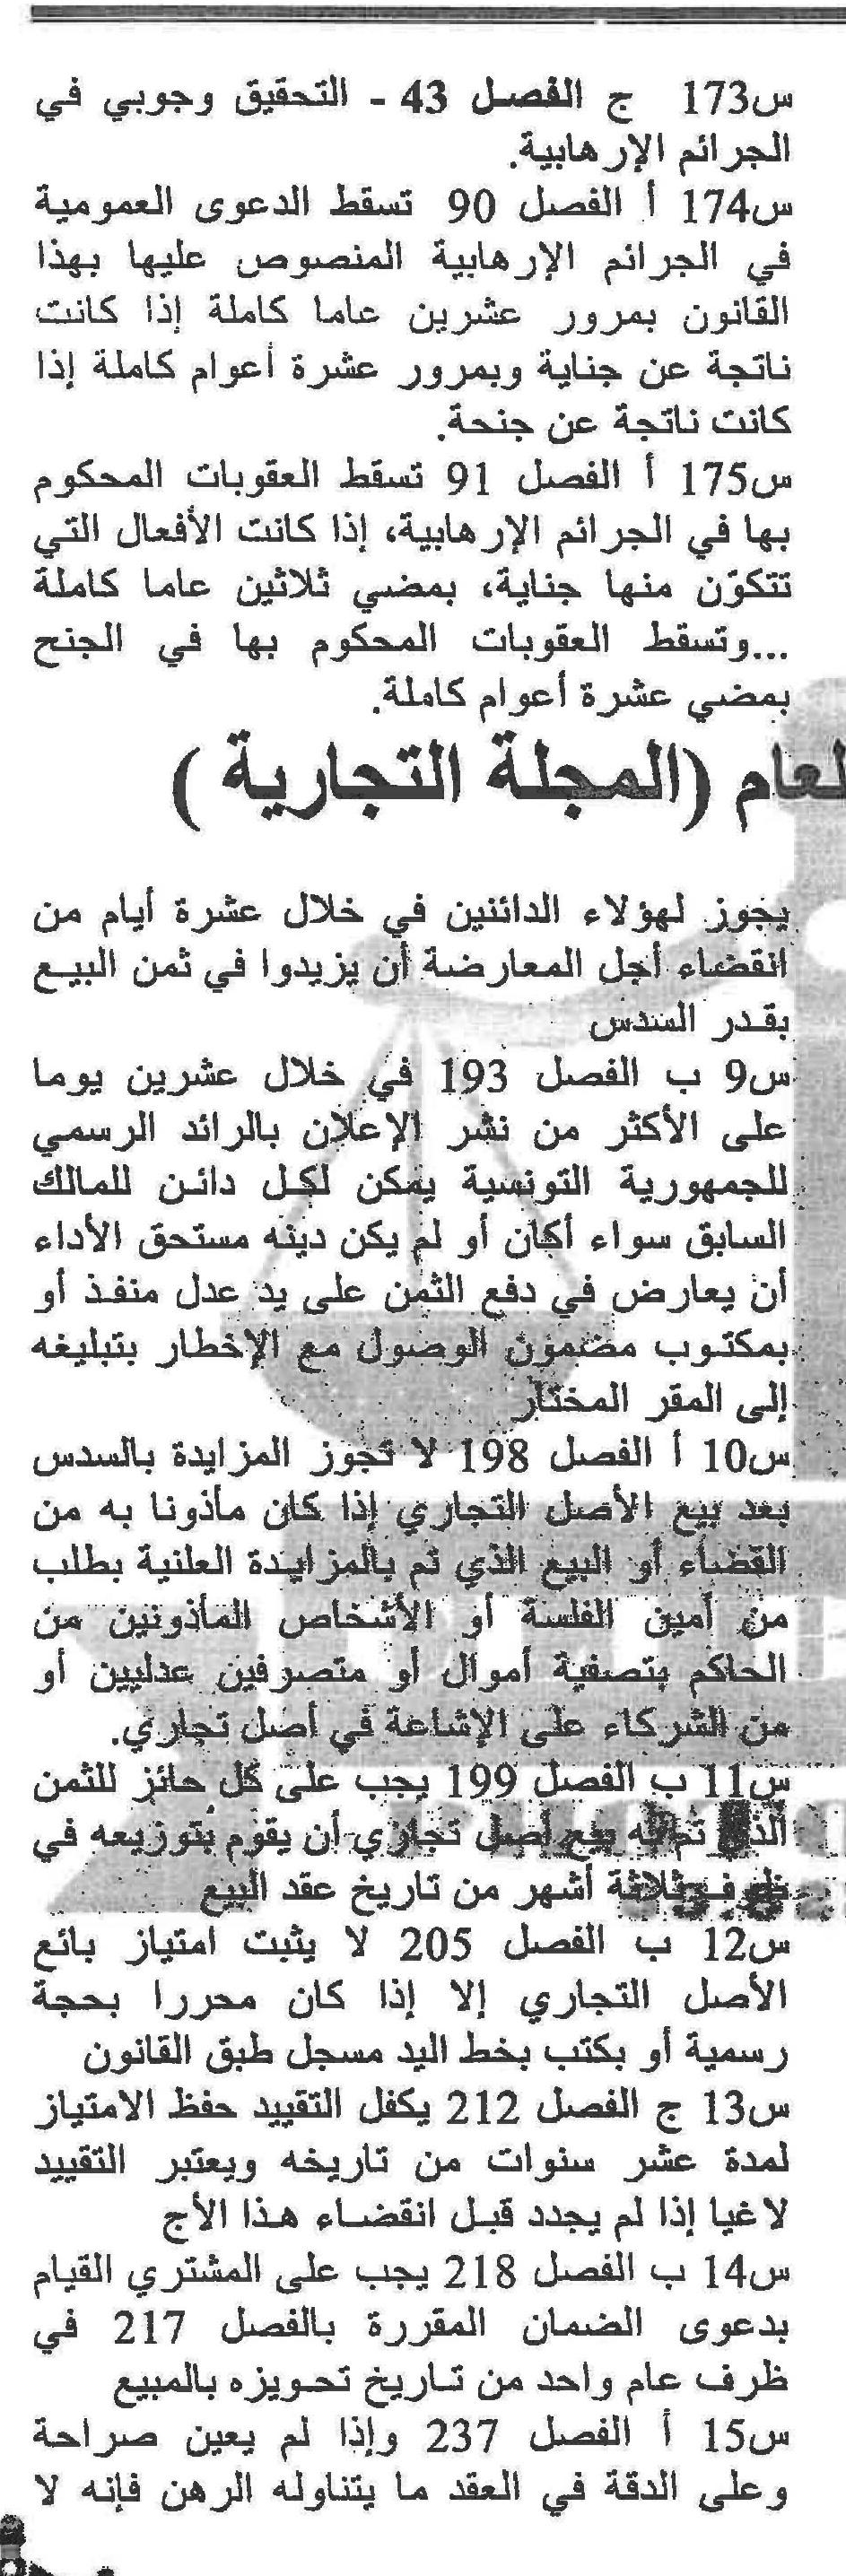 س173 ج الفصل 43 - التحقيق وجوبي في
الجرائم الإرهابية.
س174 أ الفصل 90 تسقط الدعوى العمومية
في الجرائم الإرهابية المنصوص عليها بهذا
القانون بمرور عشرين عاما كاملة إذا كانت
ناتجة عن جناية وبمرور عشرة أعوام كاملة إذا
كانت ناتجة عن جنحة.
س175 أ الفصل 91 تسقط العقوبات المحكوم
بها في الجرائم الإرهابية، إذا كانت الأفعال التي
تتكوّن منها جناية، بمضي ثلاثين عاما كاملة
...وتسقط العقوبات المحكوم بها في الجنح
بمضي عشرة أعوام كاملة.
لعام (المجلة التجارية )
يجوز لهؤلاء الدائنين في خلال عشرة أيام من
انقضاء أجل المعارضة أن يزيدوا في ثمن البيع
بقدر السدس
س9 ب الفصل 193 في خلال عشرين يوما
على الأكثر من نشر الإعلان بالرائد الرسمي
للجمهورية التونسية يمكن لكل دائن للمالك
السابق سواء أكان أو لم يكن دينه مستحق الأداء
أن يعارض في دفع الثمن على يد عدل منفذ أو
بمكتوب مضمون الوصول مع الإخطار بتبليغه
إلى المقر المختار
س10 أ الفصل 198 لا تجوز المزايدة بالسدس
بعد بيع الأصل التجاري إذا كان مأذونا به من
القضاء أو البيع الذي تم بالمزايدة العلنية بطلب
من أمين الفلسة أو الأشخاص المأذونين من
الحاكم بتصفية أموال أو متصرفين عدليين أو
من الشركاء على الإشاعة في أصل تجاري.
س11 ب الفصل 199 يجب على كل حائز للثمن
الذي تم به بيع أصل تجاري أن يقوم بتوزيعه في
ظرف ثلاثة أشهر من تاريخ عقد البيع
س12 ب الفصل 205 لا يثبت امتياز بائع
الأصل التجاري إلا إذا كان محررا بحجة
رسمية أو بكتب بخط اليد مسجل طبق القانون
س13 ج الفصل 212 يكفل التقييد حفظ الامتياز
لمدة عشر سنوات من تاريخه ويعتبر التقييد
لاغيا إذا لم يجدد قبل انقضاء هذا الأج
س14 ب الفصل 218 يجب على المشتري القيام
بدعوى الضمان المقررة بالفصل 217 في
ظرف عام واحد من تاريخ تحويزه بالمبيع
س15 أ الفصل 237 وإذا لم يعين صراحة
وعلى الدقة في العقد ما يتناوله الرهن فإنه لا